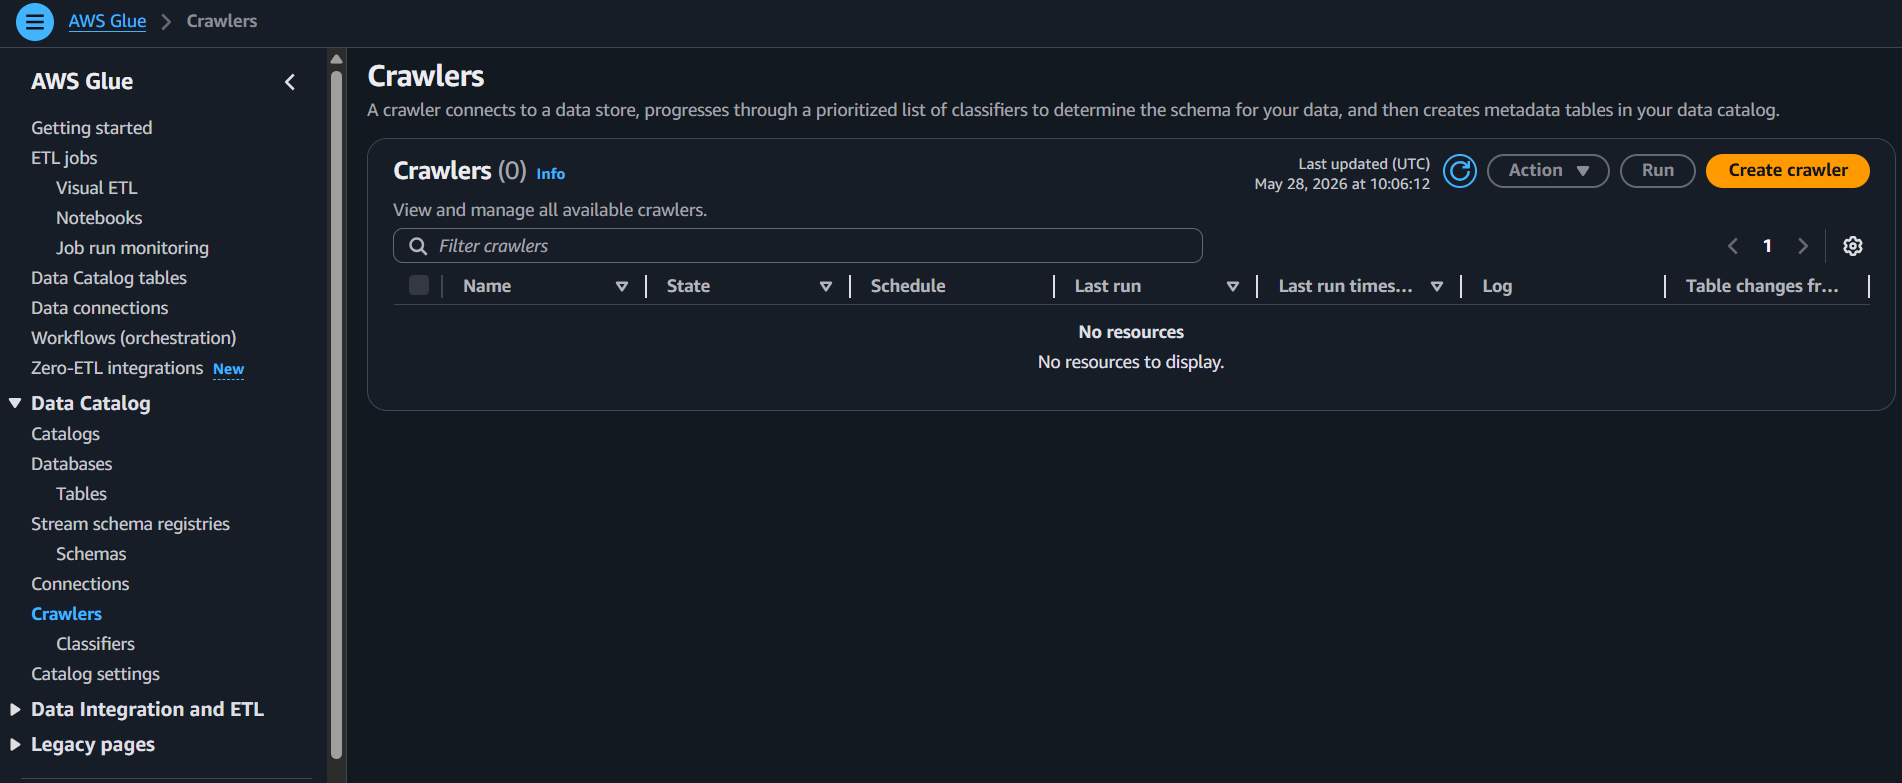 AWS Glue > Crawlers
AWS Glue
Getting started
ETL jobs
Visual ETL
Notebooks
Job run monitoring
Data Catalog tables
Data connections
Workflows (orchestration)
Zero-ETL integrations New
Data Catalog
Catalogs
Databases
Tables
Stream schema registries
Schemas
Connections
Crawlers
Classifiers
Catalog settings
Data Integration and ETL
Legacy pages
Crawlers
A crawler connects to a data store, progresses through a prioritized list of classifiers to determine the schema for your data, and then creates metadata tables in your data catalog.
Crawlers (0) Info
Last updated (UTC)
May 28, 2026 at 10:06:12
Action
Run
Create crawler
View and manage all available crawlers.
Filter crawlers
1
Name State Schedule Last run Last run times... Log Table changes fr...
No resources
No resources to display.